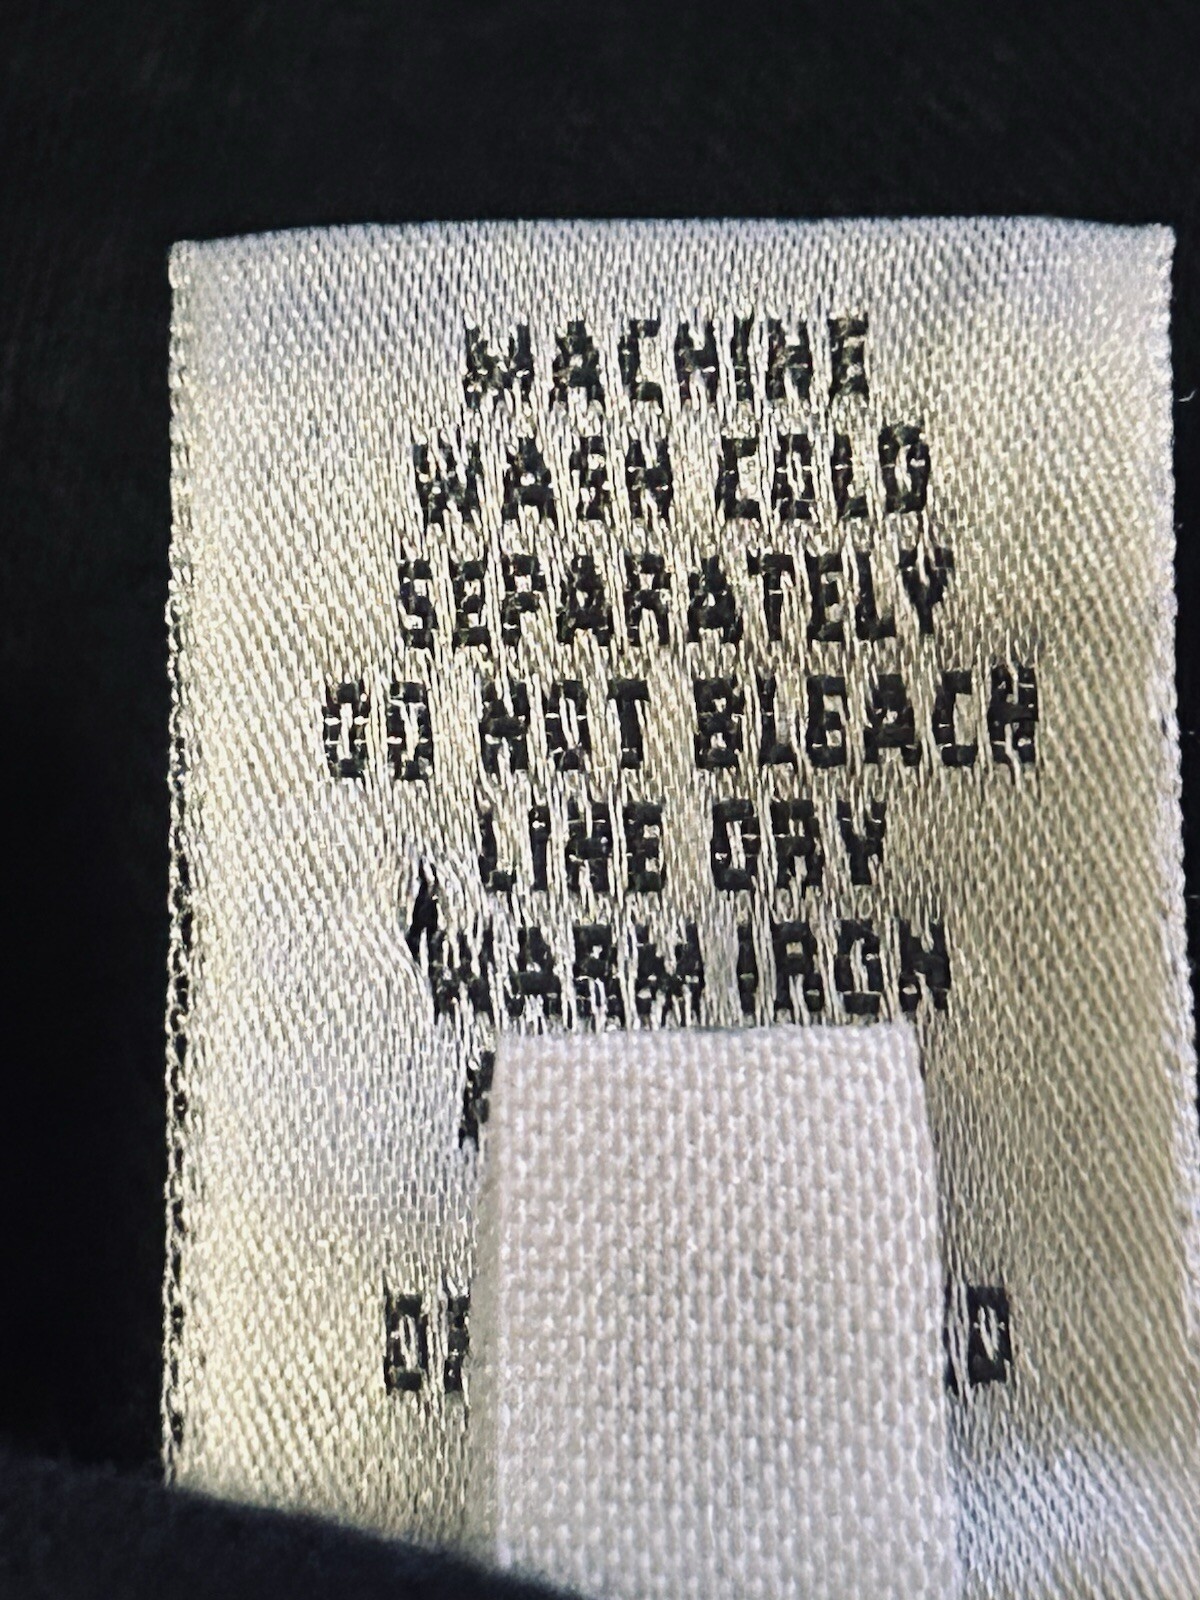 MACHINE
WASH COLD
SEPARATELY
DO NOT BLEACH
LINE DRY
WARM IRON